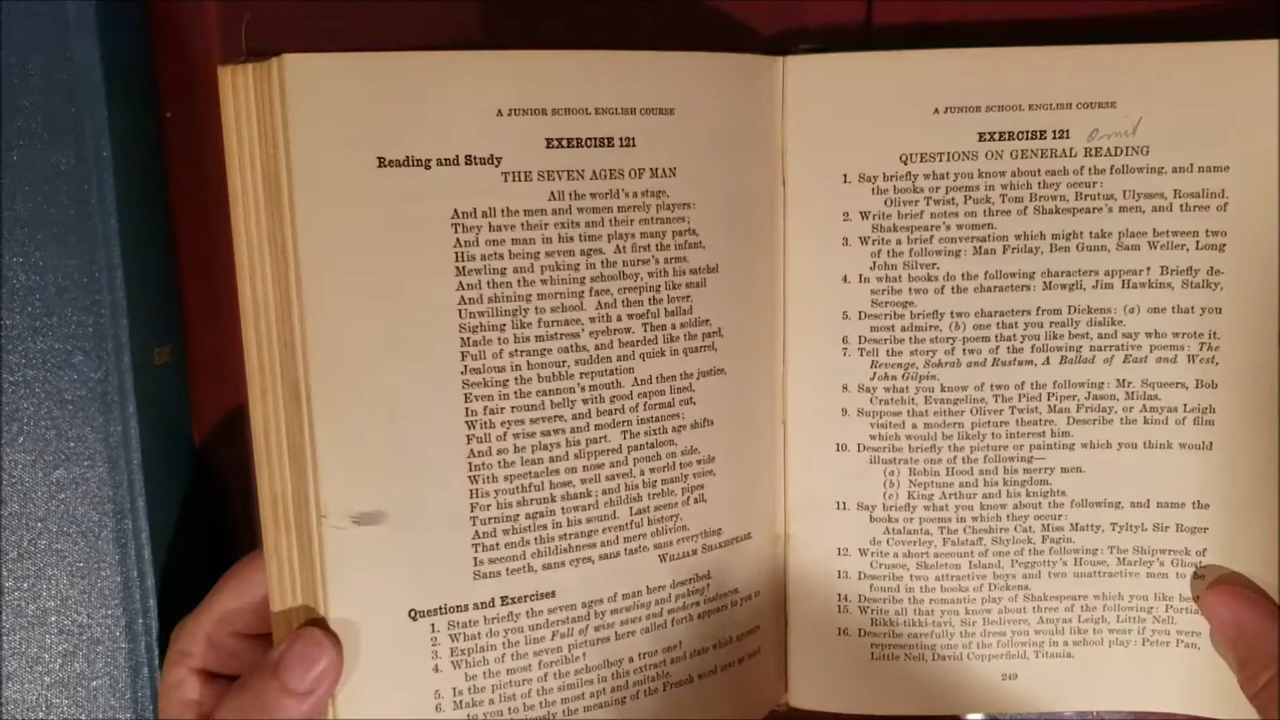 A JUNIOR SCHOOL ENGLISH COURSE
EXERCISE 121
Reading and Study
THE SEVEN AGES OF MAN
All the world's a stage,
And all the men and women merely players:
They have their exits and their entrances;
And one man in his time plays many parts,
His acts being seven ages. At first the infant,
Mewling and puking in the nurse's arms.
And then the whining schoolboy, with his satchel
And shining morning face, creeping like snail
Unwillingly to school. And then the lover,
Sighing like furnace, with a woeful ballad
Made to his mistress' eyebrow. Then a soldier,
Full of strange oaths, and bearded like the pard,
Jealous in honour, sudden and quick in quarrel,
Seeking the bubble reputation
Even in the cannon's mouth. And then the justice,
In fair round belly with good capon lined,
With eyes severe, and beard of formal cut,
Full of wise saws and modern instances;
And so he plays his part. The sixth age shifts
Into the lean and slippered pantaloon,
With spectacles on nose and pouch on side,
His youthful hose, well saved, a world too wide
For his shrunk shank; and his big manly voice,
Turning again toward childish treble, pipes
And whistles in his sound. Last scene of all,
That ends this strange eventful history,
Is second childishness and mere oblivion,
Sans teeth, sans eyes, sans taste, sans everything.
WILLIAM SHAKESPEARE.
Questions and Exercises
1. State briefly the seven ages of man here described.
2. What do you understand by mewling and puking?
3. Explain the line Full of wise saws and modern instances.
4. Which of the seven pictures here called forth appears to you to
be the most forcible?
5. Is the picture of the schoolboy a true one?
6. Make a list of the similes in this extract and state which appears
to you to be the most apt and suitable.
the meaning of the French word sans as used
A JUNIOR SCHOOL ENGLISH COURSE
EXERCISE 121 Omit
QUESTIONS ON GENERAL READING
1. Say briefly what you know about each of the following, and name
the books or poems in which they occur:
Oliver Twist, Puck, Tom Brown, Brutus, Ulysses, Rosalind.
2. Write brief notes on three of Shakespeare's men, and three of
Shakespeare's women.
3. Write a brief conversation which might take place between two
of the following: Man Friday, Ben Gunn, Sam Weller, Long
John Silver.
4. In what books do the following characters appear? Briefly de-
scribe two of the characters: Mowgli, Jim Hawkins, Stalky,
Scrooge.
5. Describe briefly two characters from Dickens: (a) one that you
most admire, (b) one that you really dislike.
6. Describe the story-poem that you like best, and say who wrote it.
7. Tell the story of two of the following narrative poems: The
Revenge, Sohrab and Rustum, A Ballad of East and West,
John Gilpin.
8. Say what you know of two of the following: Mr. Squeers, Bob
Cratchit, Evangeline, The Pied Piper, Jason, Midas.
9. Suppose that either Oliver Twist, Man Friday, or Amyas Leigh
visited a modern picture theatre. Describe the kind of film
which would be likely to interest him.
10. Describe briefly the picture or painting which you think would
illustrate one of the following—
(a) Robin Hood and his merry men.
(b) Neptune and his kingdom.
(c) King Arthur and his knights.
11. Say briefly what you know about the following, and name the
books or poems in which they occur:
Atalanta, The Cheshire Cat, Miss Matty, Tyltyl, Sir Roger
de Coverley, Falstaff, Shylock, Fagin.
12. Write a short account of one of the following: The Shipwreck of
Crusoe, Skeleton Island, Peggotty's House, Marley's Ghost.
13. Describe two attractive boys and two unattractive men to be
found in the books of Dickens.
14. Describe the romantic play of Shakespeare which you like best.
15. Write all that you know about three of the following: Portia,
Rikki-tikki-tavi, Sir Bedivere, Amyas Leigh, Little Nell.
16. Describe carefully the dress you would like to wear if you were
representing one of the following in a school play: Peter Pan,
Little Nell, David Copperfield, Titania.
249